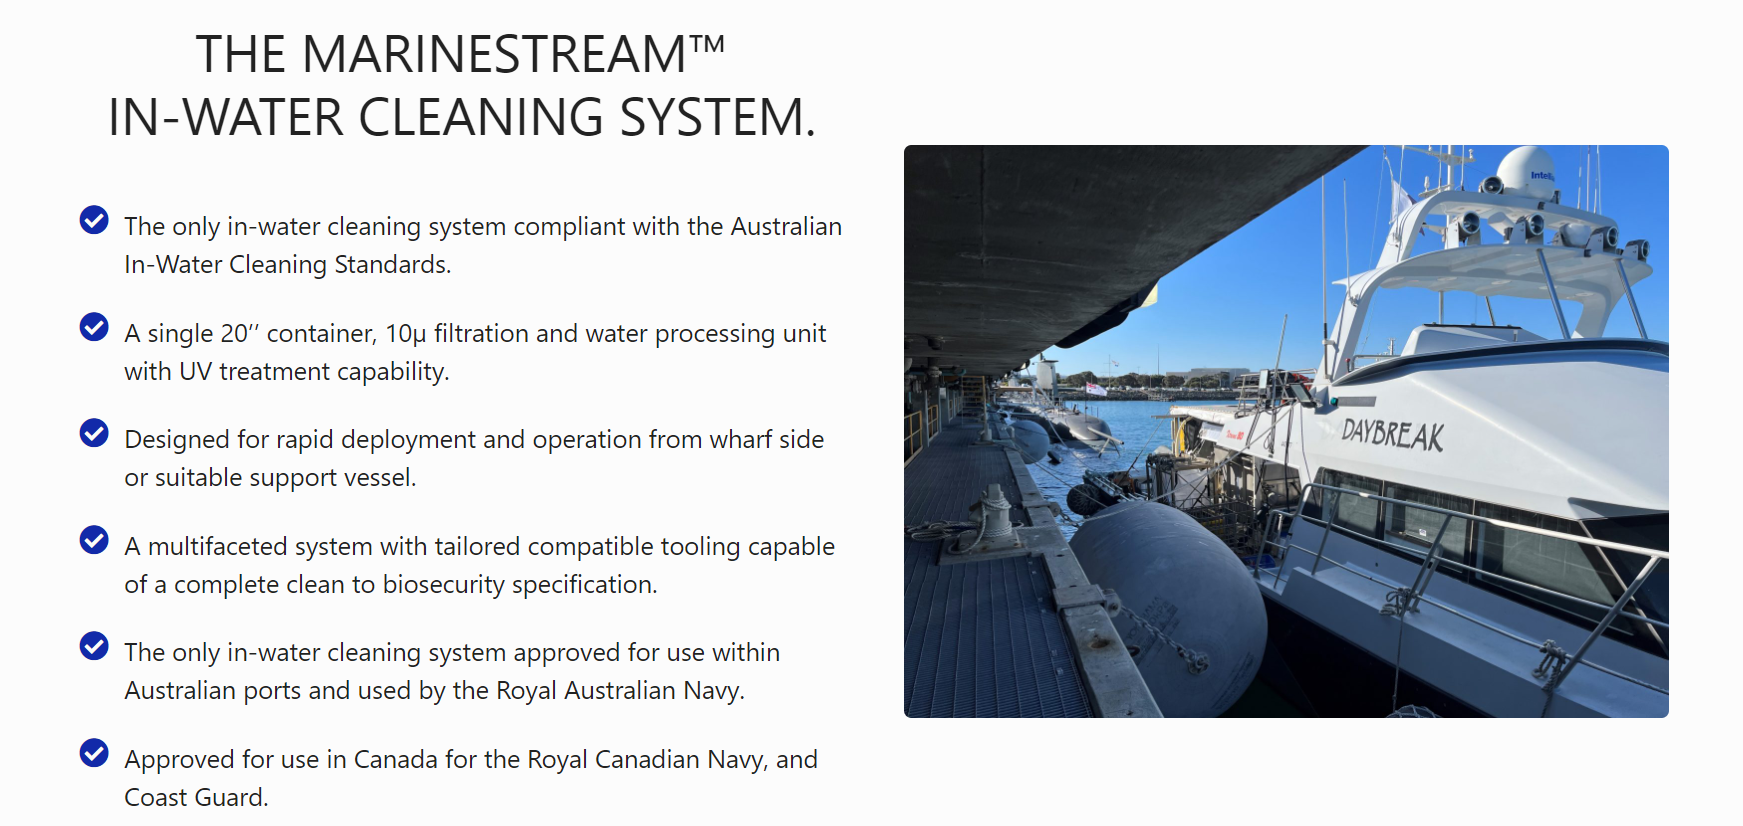 THE MARINESTREAM™
IN-WATER CLEANING SYSTEM.
The only in-water cleaning system compliant with the Australian
In-Water Cleaning Standards.
A single 20’’ container, 10µ filtration and water processing unit
with UV treatment capability.
Designed for rapid deployment and operation from wharf side
or suitable support vessel.
A multifaceted system with tailored compatible tooling capable
of a complete clean to biosecurity specification.
The only in-water cleaning system approved for use within
Australian ports and used by the Royal Australian Navy.
Approved for use in Canada for the Royal Canadian Navy, and
Coast Guard.
DAYBREAK